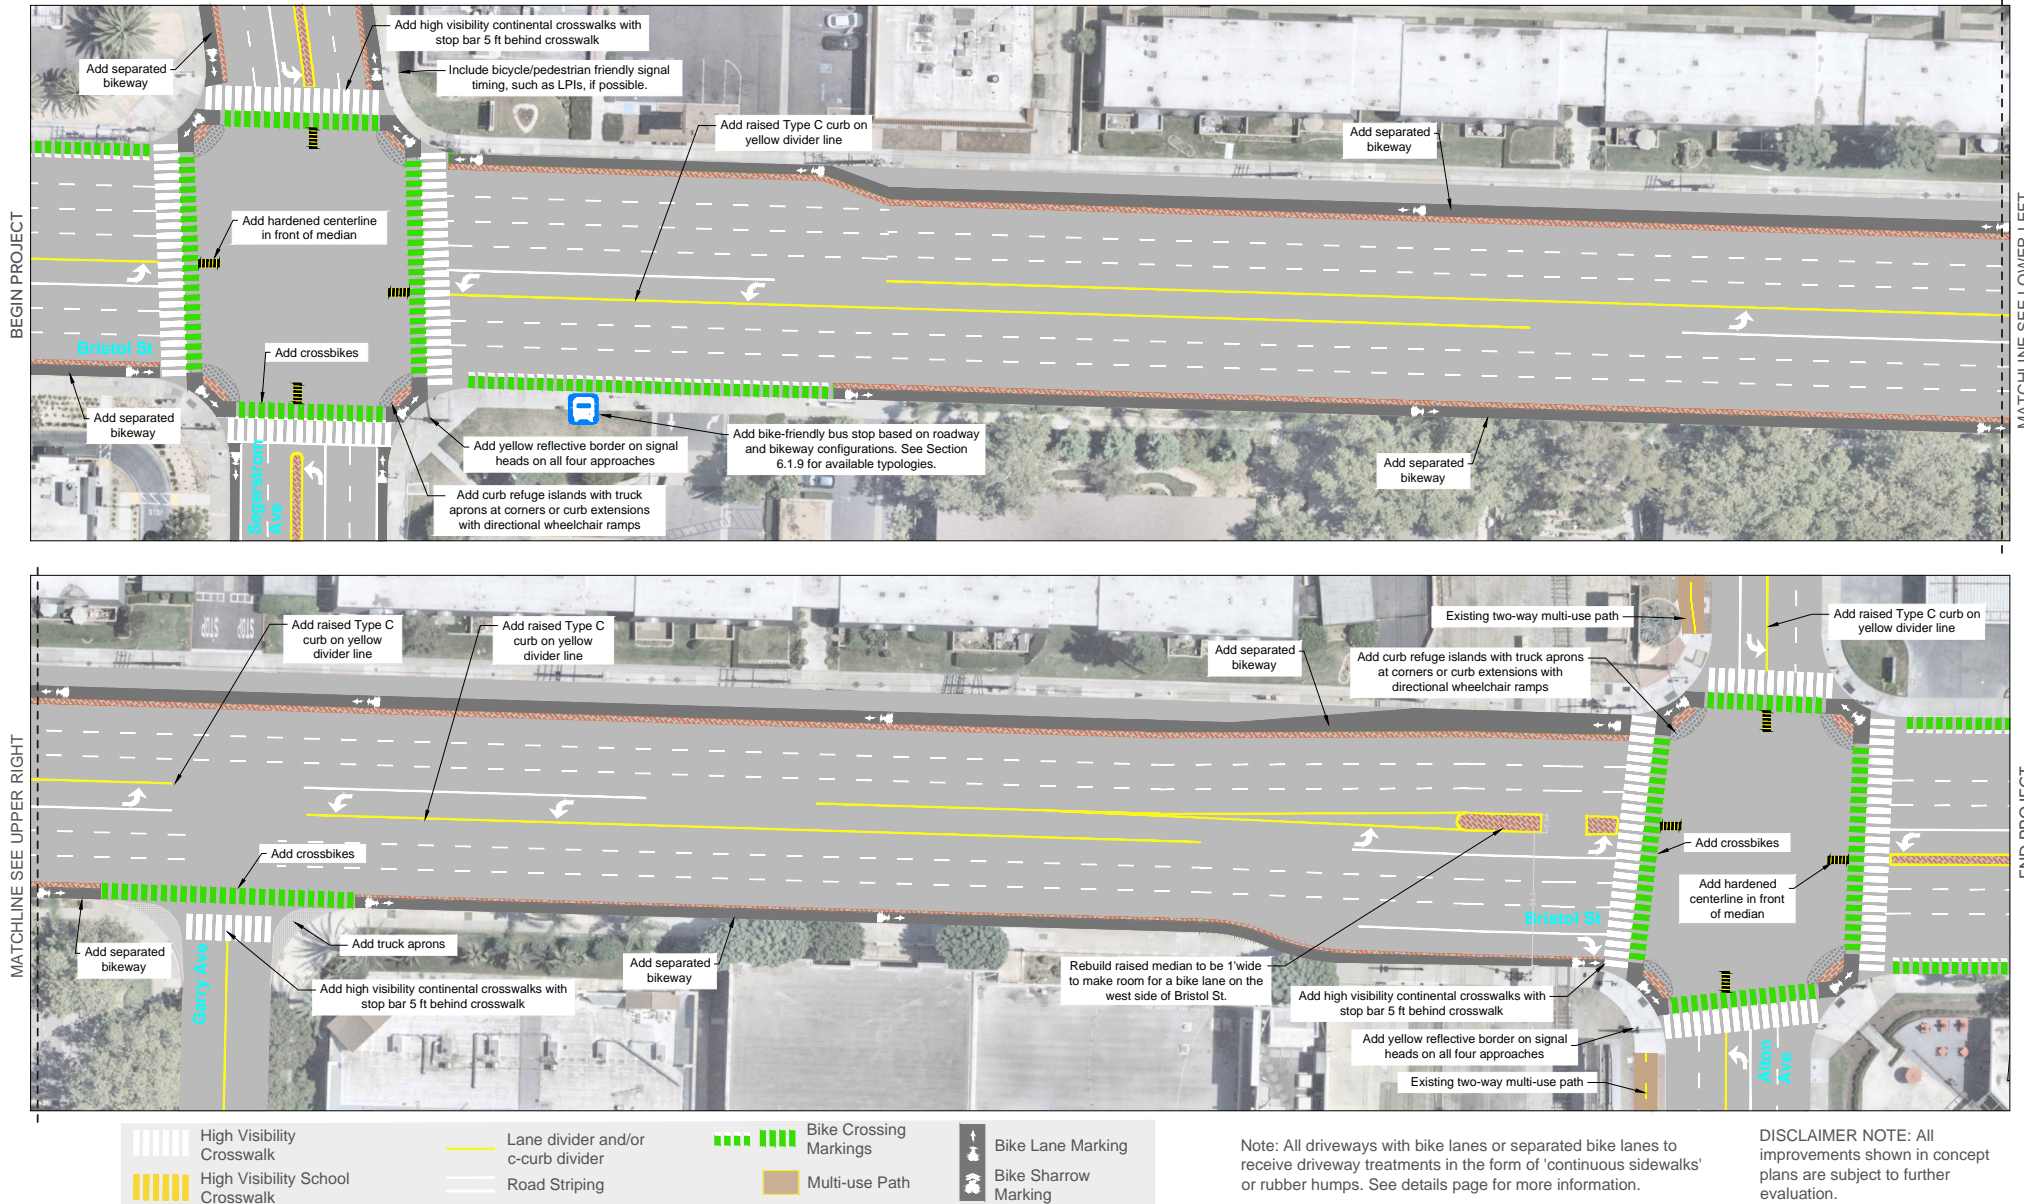 Add high visibility continental crosswalks with
stop bar 5 ft behind crosswalk
Add separated
bikeway
Include bicycle/pedestrian friendly signal
timing, such as LPIs, if possible.
Add raised Type C curb on
yellow divider line
Add separated
bikeway
BEGIN PROJECT
Add hardened centerline
in front of median
Bristol St
Add crossbikes
Add separated
bikeway
Segerstrom
Ave
Add yellow reflective border on signal
heads on all four approaches
Add curb refuge islands with truck
aprons at corners or curb extensions
with directional wheelchair ramps
Add bike-friendly bus stop based on roadway
and bikeway configurations. See Section
6.1.9 for available typologies.
Add separated
bikeway
MATCHLINE SEE LOWER LEFT
MATCHLINE SEE UPPER RIGHT
STOP
STOP
Add raised Type C
curb on yellow
divider line
Add raised Type C
curb on yellow
divider line
Add separated
bikeway
Existing two-way multi-use path
Add curb refuge islands with truck aprons
at corners or curb extensions with
directional wheelchair ramps
Add raised Type C curb on
yellow divider line
Add crossbikes
Add separated
bikeway
Garry Ave
Add truck aprons
Add high visibility continental crosswalks with
stop bar 5 ft behind crosswalk
Add separated
bikeway
Rebuild raised median to be 1'wide
to make room for a bike lane on the
west side of Bristol St.
Bristol St
Add crossbikes
Add hardened
centerline in front
of median
Add high visibility continental crosswalks with
stop bar 5 ft behind crosswalk
Add yellow reflective border on signal
heads on all four approaches
Existing two-way multi-use path
Alton
Ave
END PROJECT
High Visibility
Crosswalk
High Visibility School
Crosswalk
Lane divider and/or
c-curb divider
Road Striping
Bike Crossing
Markings
Multi-use Path
Bike Lane Marking
Bike Sharrow
Marking
Note: All driveways with bike lanes or separated bike lanes to
receive driveway treatments in the form of 'continuous sidewalks'
or rubber humps. See details page for more information.
DISCLAIMER NOTE: All
improvements shown in concept
plans are subject to further
evaluation.